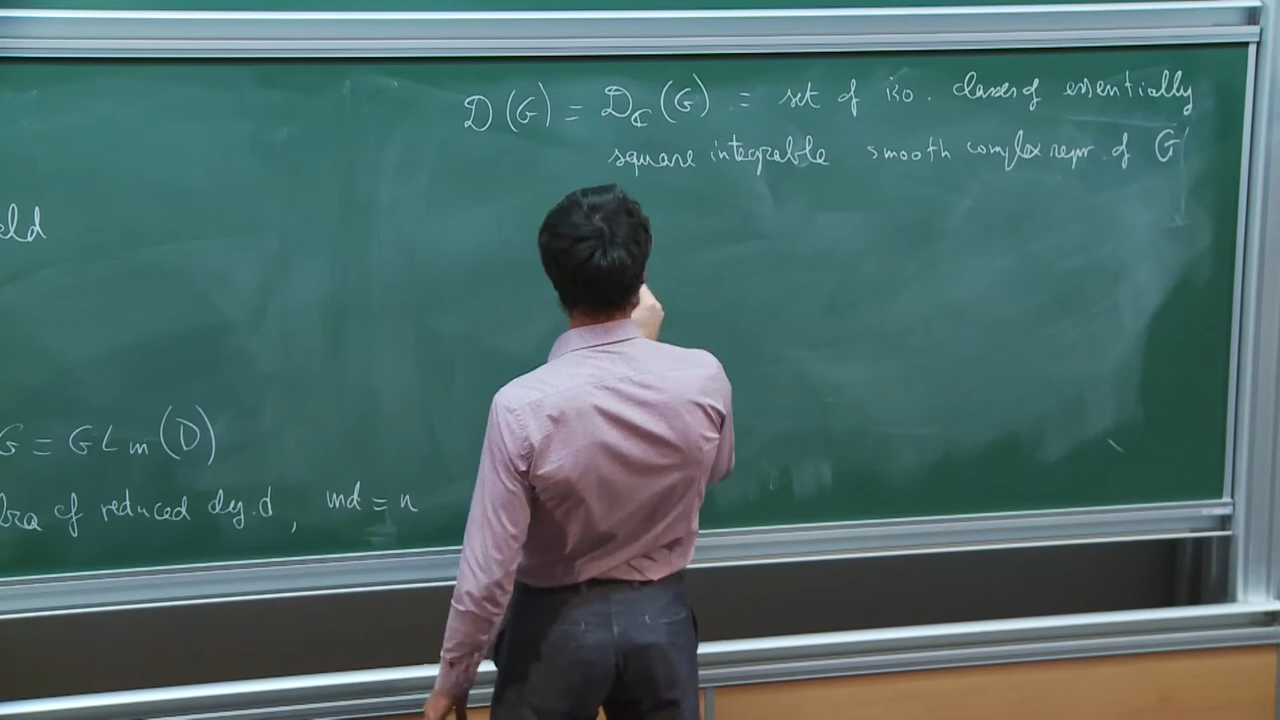 D(G) = D_ℂ(G) = set of iso. classes of essentially
square integrable smooth complex repr. of G
eld
G = GL_m(D)
bra of reduced deg. d, md = n